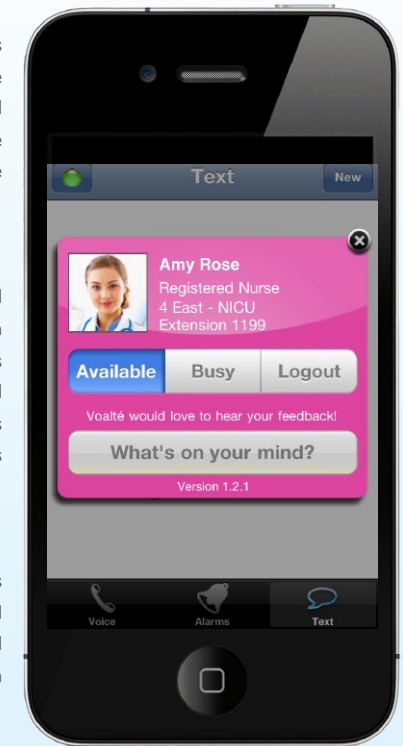 Text
New
Amy Rose
Registered Nurse
4 East - NICU
Extension 1199
Available
Busy
Logout
Voalté would love to hear your feedback!
What's on your mind?
Version 1.2.1
Voice
Alarms
Text